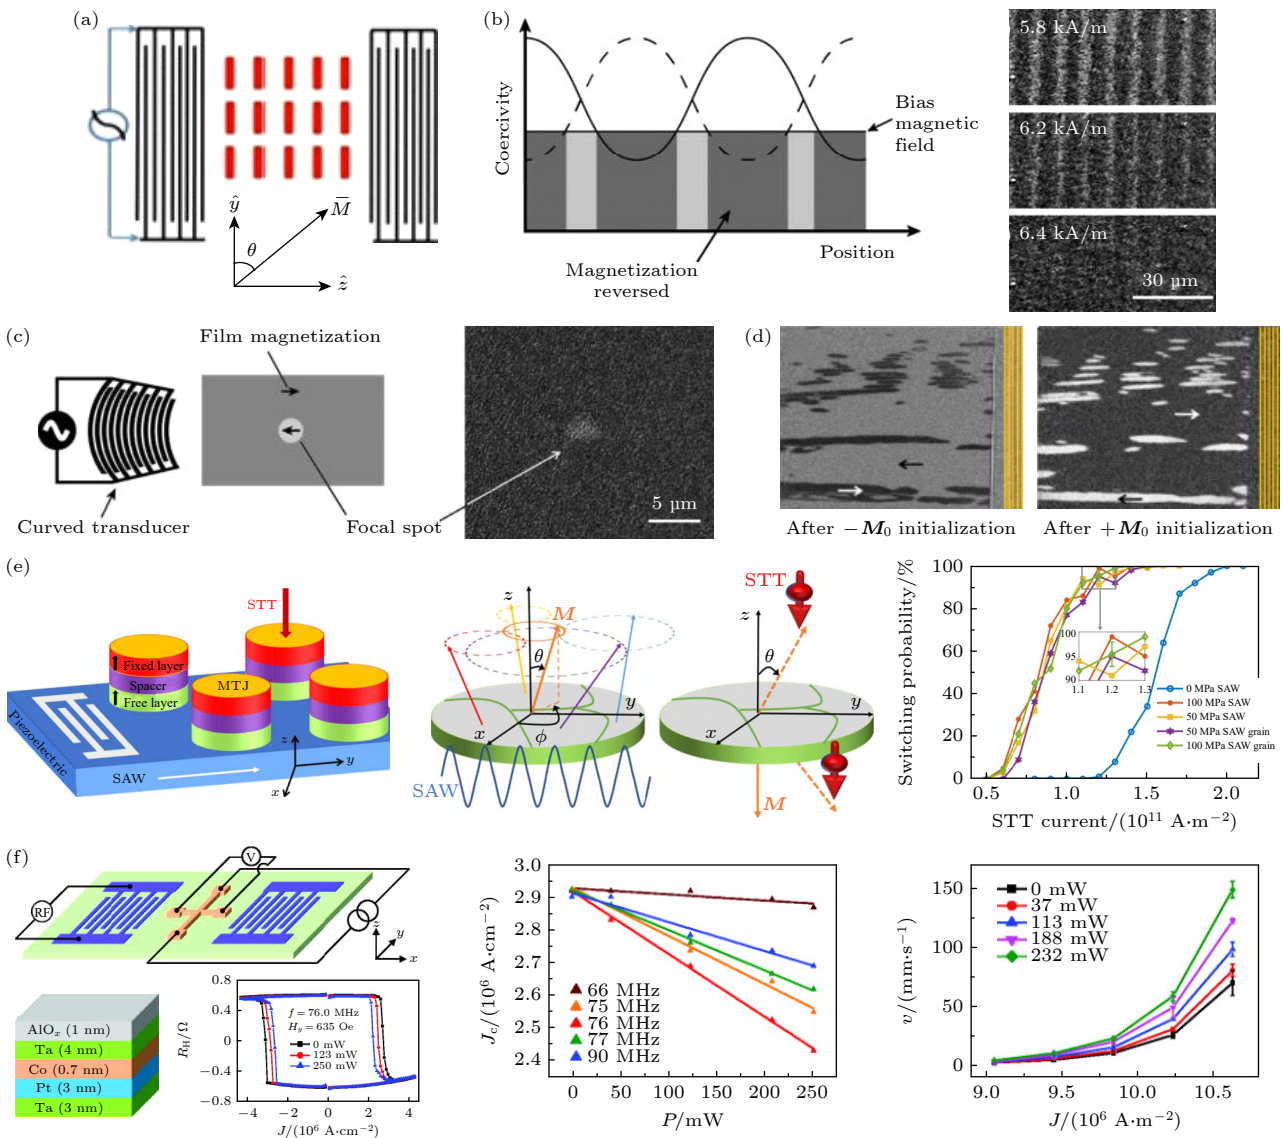 (a)
ŷ
M̅
θ
ẑ
(b)
Coercivity
Bias
magnetic
field
Position
Magnetization
reversed
5.8 kA/m
6.2 kA/m
6.4 kA/m
30 µm
(c)
Film magnetization
Curved transducer
Focal spot
5 µm
(d)
After −M₀ initialization
After +M₀ initialization
(e)
STT
Fixed layer
Spacer
Free layer
MTJ
Piezoelectric
SAW
z
y
x
z
M
θ
y
x
ϕ
SAW
STT
z
θ
y
x
M
Switching probability/%
100
80
60
40
20
0
100
95
90
1.1
1.2
1.3
0 MPa SAW
100 MPa SAW
50 MPa SAW
50 MPa SAW grain
100 MPa SAW grain
0.5
1.0
1.5
2.0
STT current/(10¹¹ A·m⁻²)
(f)
RF
V
z
y
x
AlOₓ (1 nm)
Ta (4 nm)
Co (0.7 nm)
Pt (3 nm)
Ta (3 nm)
R_H/Ω
0.8
0.4
0
−0.4
−0.8
f=76.0 MHz
H_y=635 Oe
0 mW
123 mW
250 mW
−4
−2
0
2
4
J/(10⁶ A·cm⁻²)
J_c/(10⁶ A·cm⁻²)
3.0
2.9
2.8
2.7
2.6
2.5
2.4
66 MHz
75 MHz
76 MHz
77 MHz
90 MHz
0
50
100
150
200
250
P/mW
v/(mm·s⁻¹)
150
100
50
0
0 mW
37 mW
113 mW
188 mW
232 mW
9.0
9.5
10.0
10.5
J/(10⁶ A·cm⁻²)